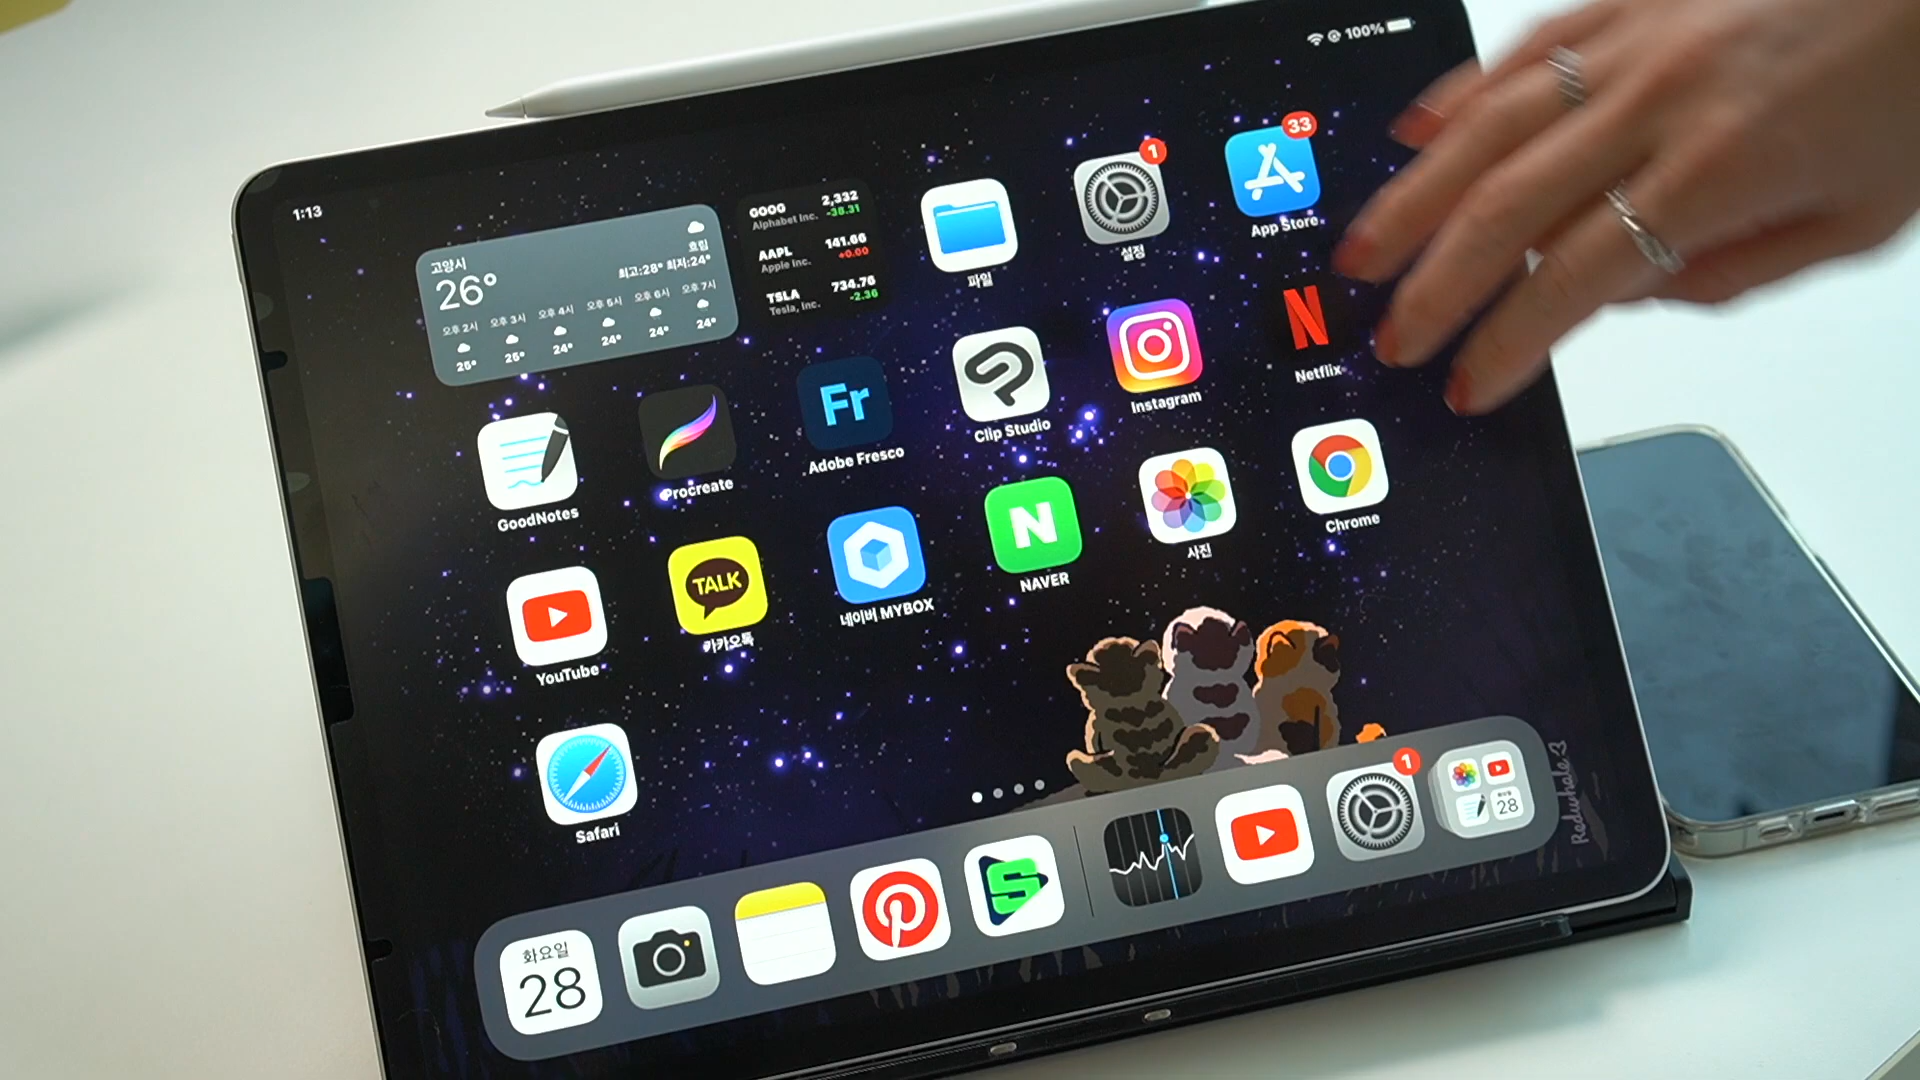 1:13
100%
고양시
26°
흐림
최고:28° 최저:24°
오후 2시 오후 3시 오후 4시 오후 5시 오후 6시 오후 7시
25° 25° 24° 24° 24° 24°
GOOG 2,332
Alphabet Inc. -38.31
AAPL 141.66
Apple Inc. +0.00
TSLA 734.76
Tesla, Inc. -2.36
파일
1
설정
33
App Store
GoodNotes
Procreate
Fr
Adobe Fresco
Clip Studio
Instagram
N
Netflix
YouTube
TALK
카카오톡
네이버 MYBOX
N
NAVER
사진
Chrome
Safari
화요일
28
S
1
28
Redwhale <3